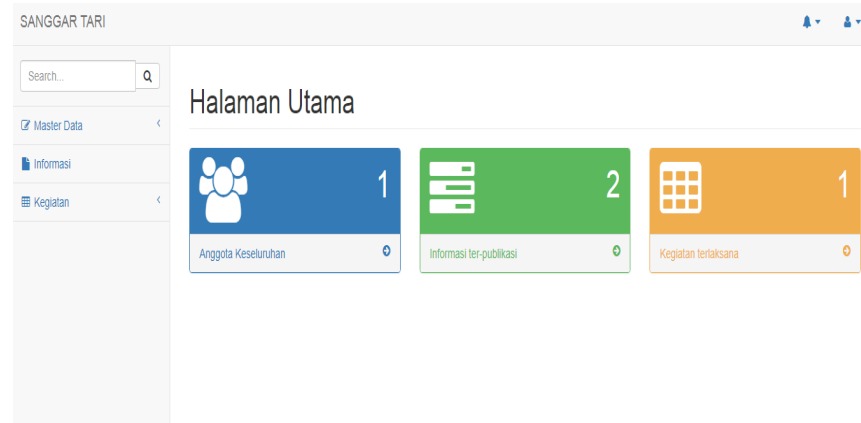 SANGGAR TARI
Search...
Master Data
Informasi
Kegiatan
Halaman Utama
1
Anggota Keseluruhan
2
Informasi ter-publikasi
1
Kegiatan terlaksana